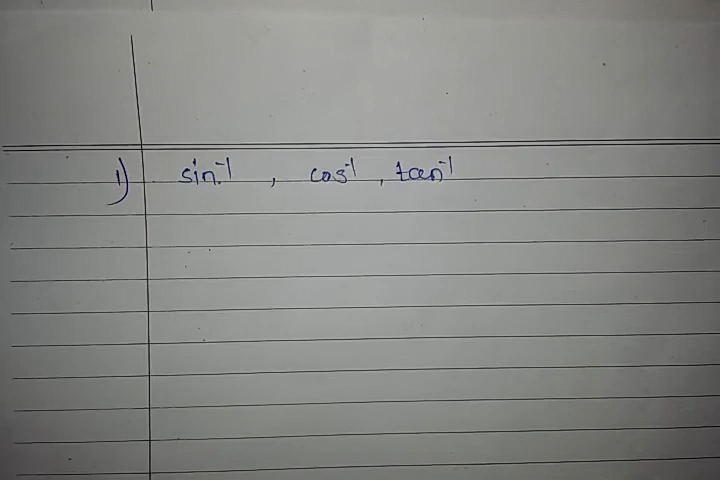 1) sin⁻¹ , cos⁻¹ , tan⁻¹